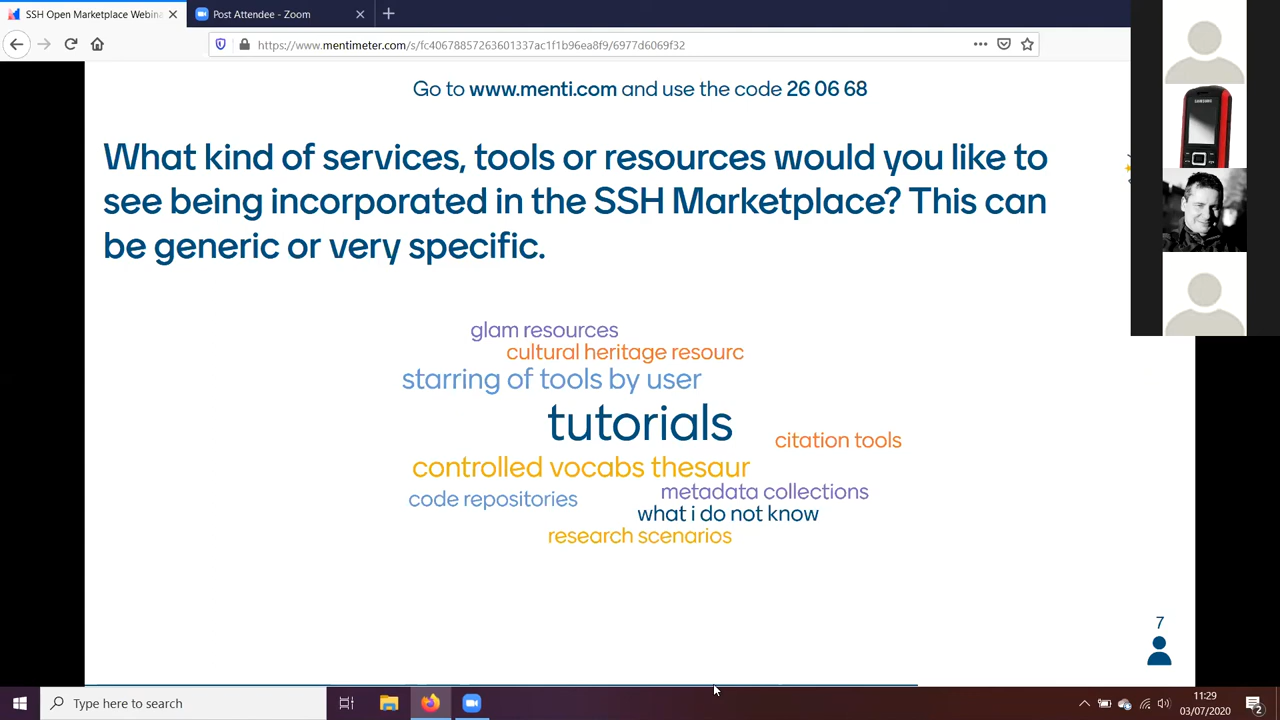 SSH Open Marketplace Webina
Post Attendee - Zoom
https://www.mentimeter.com/s/fc40678857263601337ac1f1b96ea8f9/6977d6069f32
Go to www.menti.com and use the code 26 06 68
What kind of services, tools or resources would you like to
see being incorporated in the SSH Marketplace? This can
be generic or very specific.
SAMSUNG
glam resources
cultural heritage resourc
starring of tools by user
tutorials
citation tools
controlled vocabs thesaur
metadata collections
code repositories
what i do not know
research scenarios
7
Type here to search
11:29
03/07/2020
2